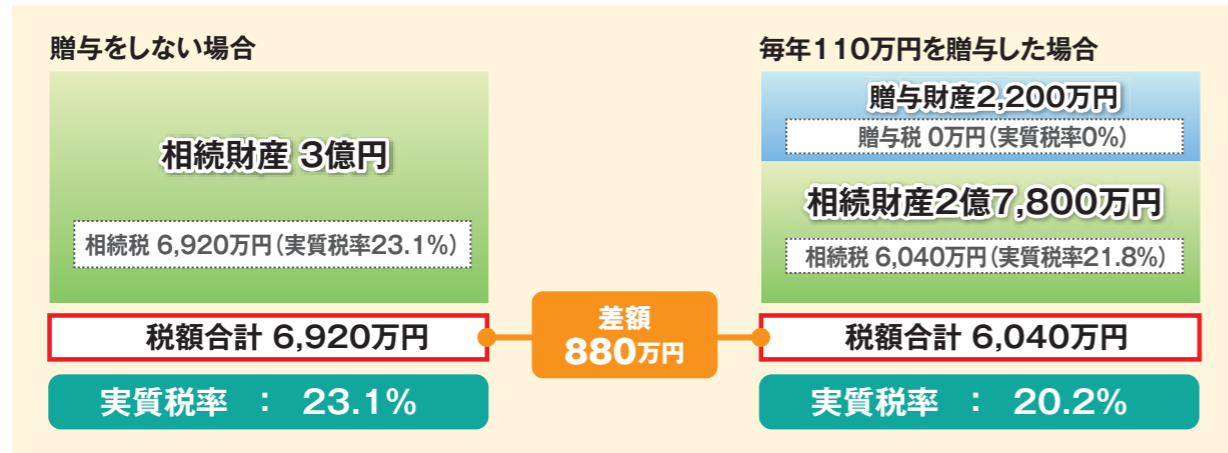 贈与をしない場合
相続財産 3億円
相続税 6,920万円(実質税率23.1%)
税額合計 6,920万円
実質税率 : 23.1%
差額
880万円
毎年110万円を贈与した場合
贈与財産2,200万円
贈与税 0万円(実質税率0%)
相続財産2億7,800万円
相続税 6,040万円(実質税率21.8%)
税額合計 6,040万円
実質税率 : 20.2%